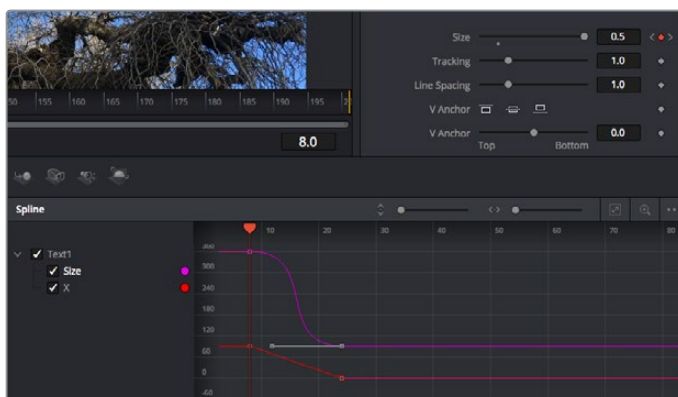 Size 0.5
Tracking 1.0
Line Spacing 1.0
V Anchor
V Anchor 0.0
Top Bottom
155 160 165 170 175 180 185 190 195
8.0
Spline
10 20 30 40 50 60 70 80
Text1
Size
X
360
300
240
180
120
60
0
-60